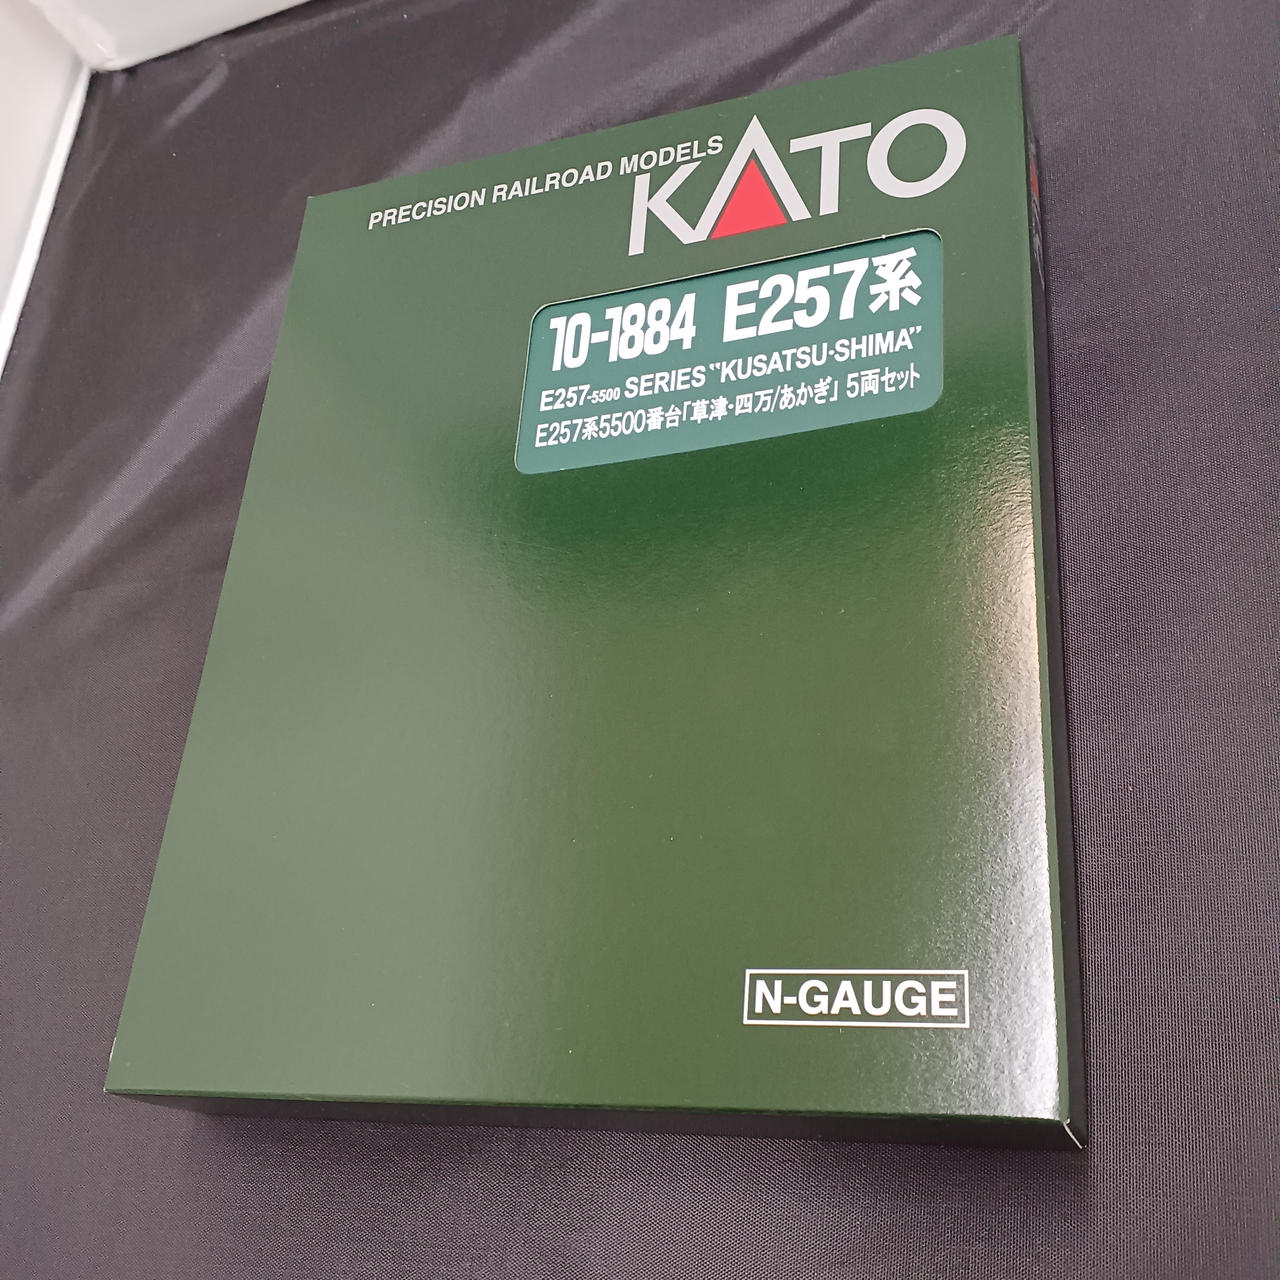 PRECISION RAILROAD MODELS
KATO
10-1884 E257系
E257-5500 SERIES “KUSATSU·SHIMA”
E257系5500番台「草津・四万/あかぎ」 5両セット
N-GAUGE